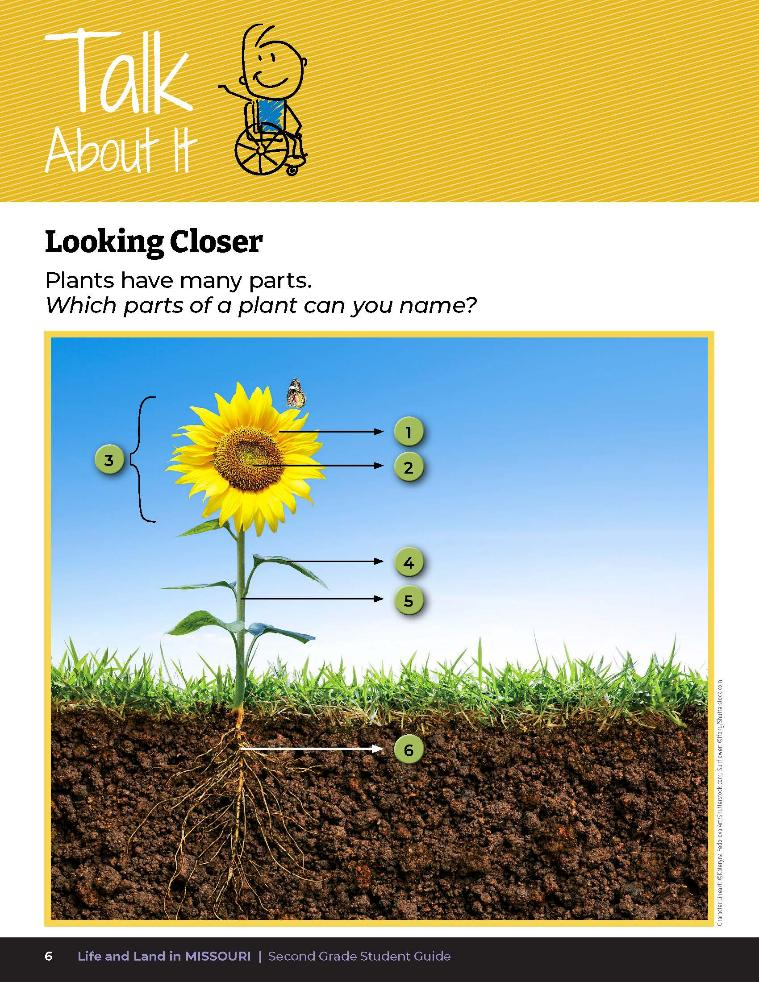 Talk
About It
Looking Closer
Plants have many parts.
Which parts of a plant can you name?
1
2
3
4
5
6
6 Life and Land in MISSOURI | Second Grade Student Guide